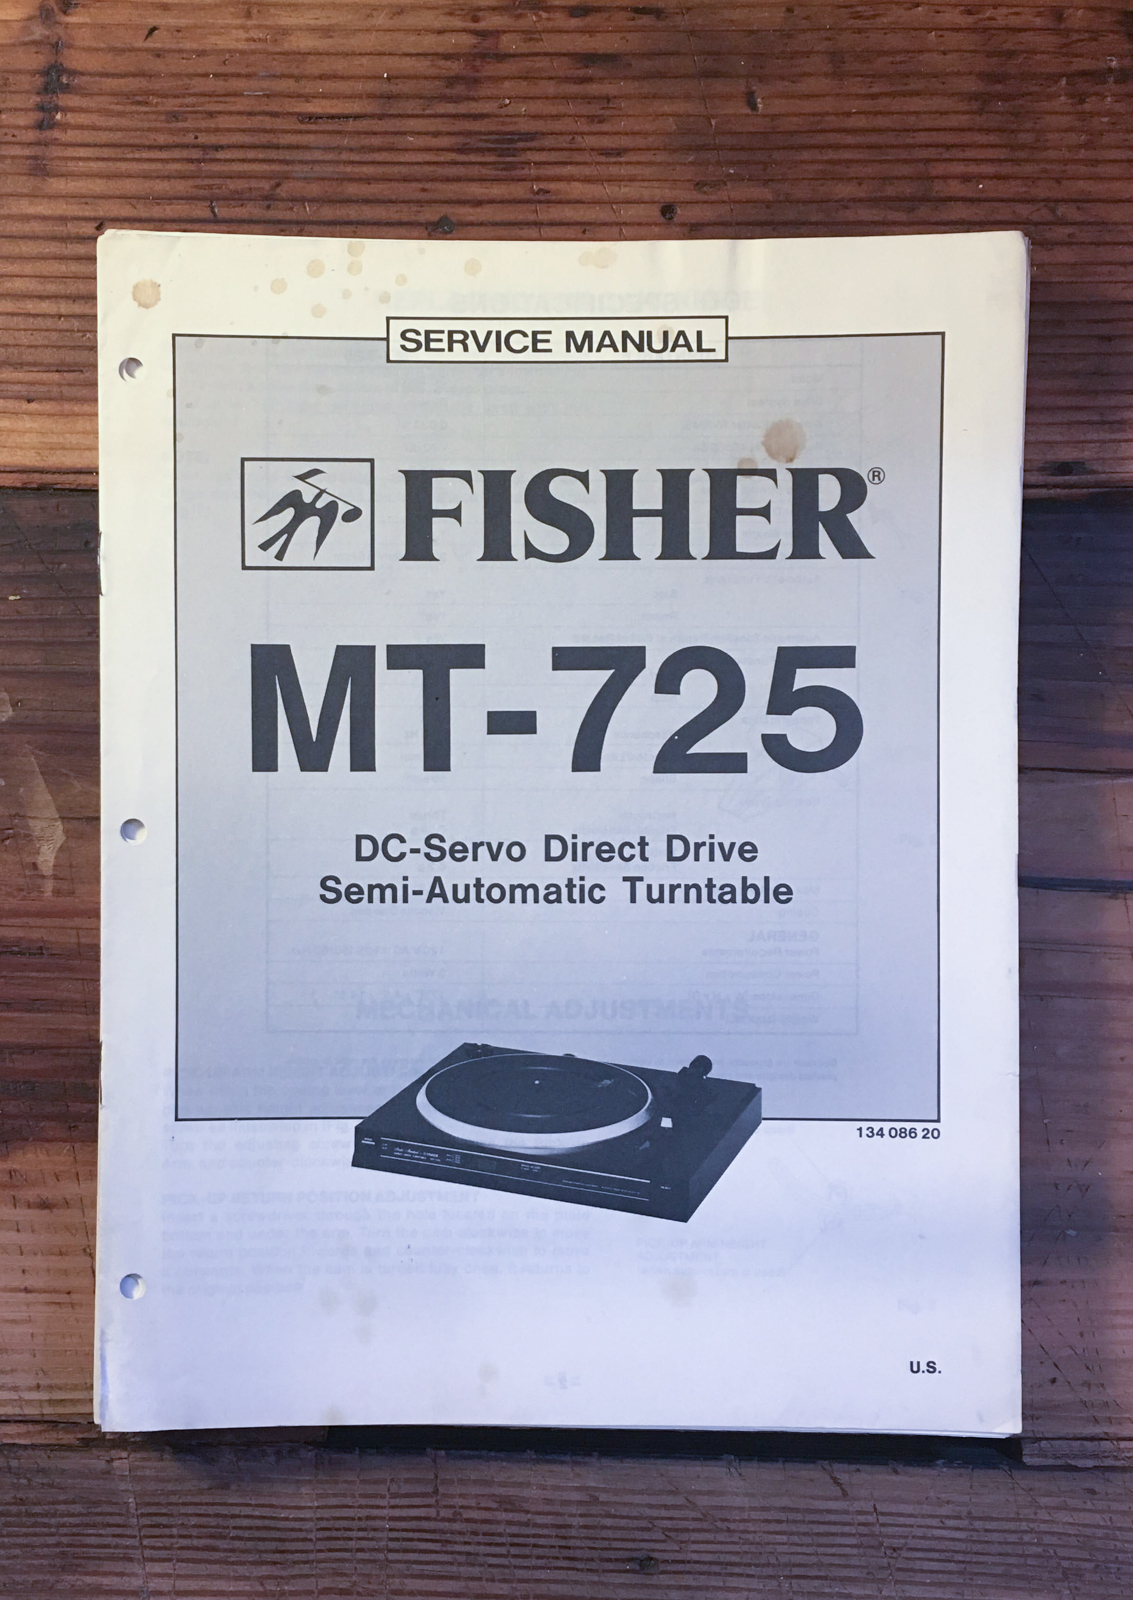 SERVICE MANUAL
FISHER®
MT-725
DC-Servo Direct Drive
Semi-Automatic Turntable
134 086 20
U.S.